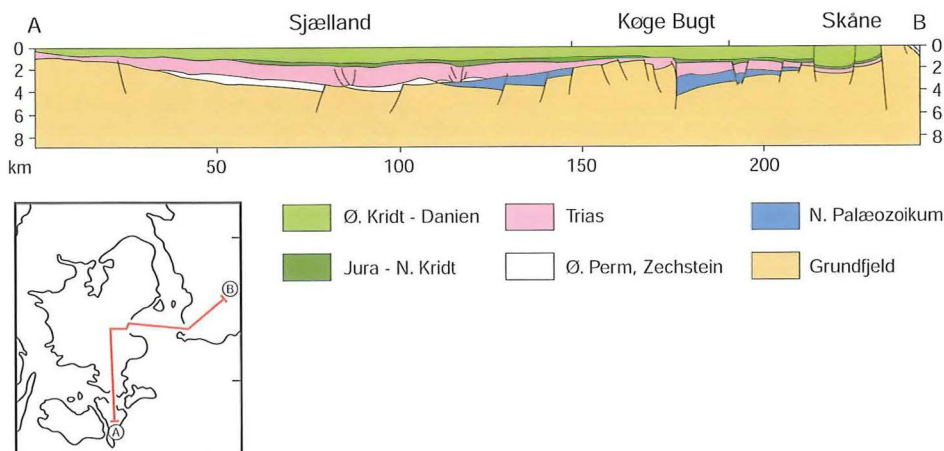 A Sjælland Køge Bugt Skåne B
0 0
2 2
4 4
6 6
8 8
km 50 100 150 200
Ø. Kridt - Danien Trias N. Palæozoikum
Jura - N. Kridt Ø. Perm, Zechstein Grundfjeld
B
A